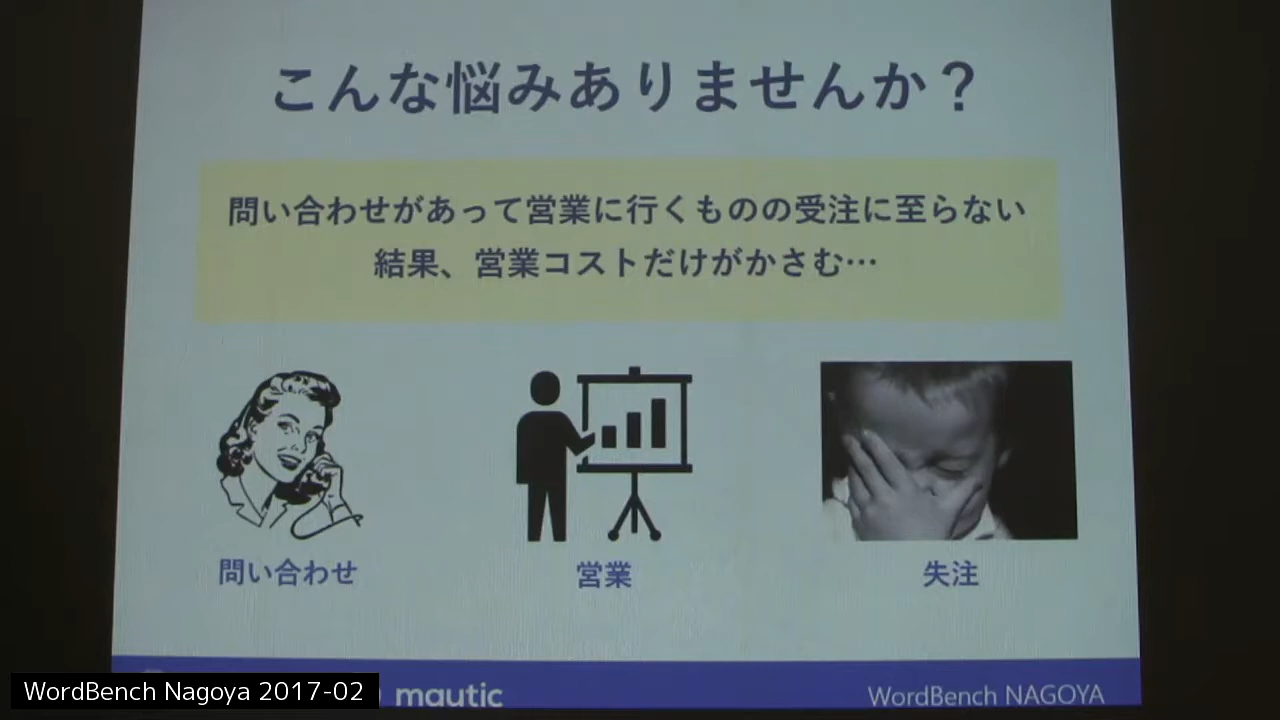 こんな悩みありませんか？
問い合わせがあって営業に行くものの受注に至らない
結果、営業コストだけがかさむ…
問い合わせ
営業
失注
WordBench Nagoya 2017-02
mautic
WordBench NAGOYA